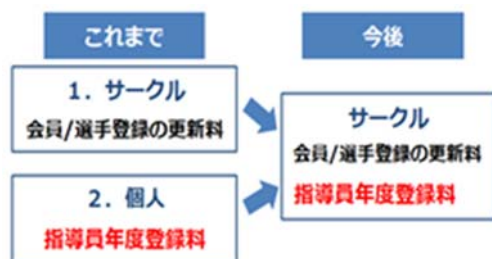 これまで
1．サークル
会員/選手登録の更新料
2．個人
指導員年度登録料
今後
サークル
会員/選手登録の更新料
指導員年度登録料